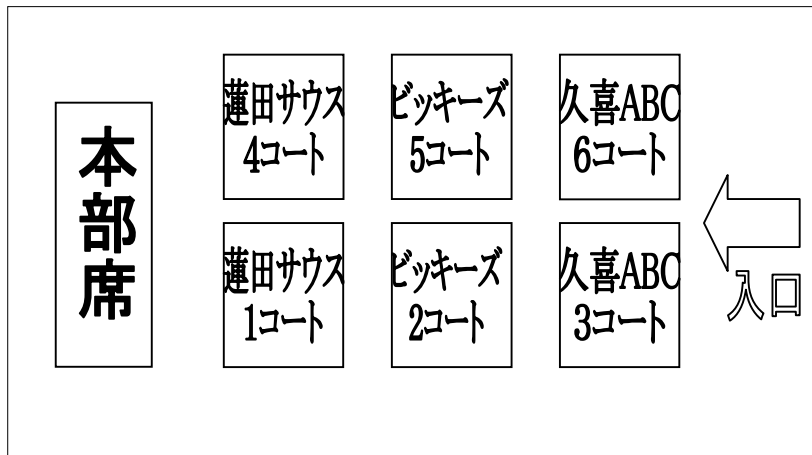 本部席
蓮田サウス
4コート
ビッキーズ
5コート
久喜ABC
6コート
蓮田サウス
1コート
ビッキーズ
2コート
久喜ABC
3コート
入口